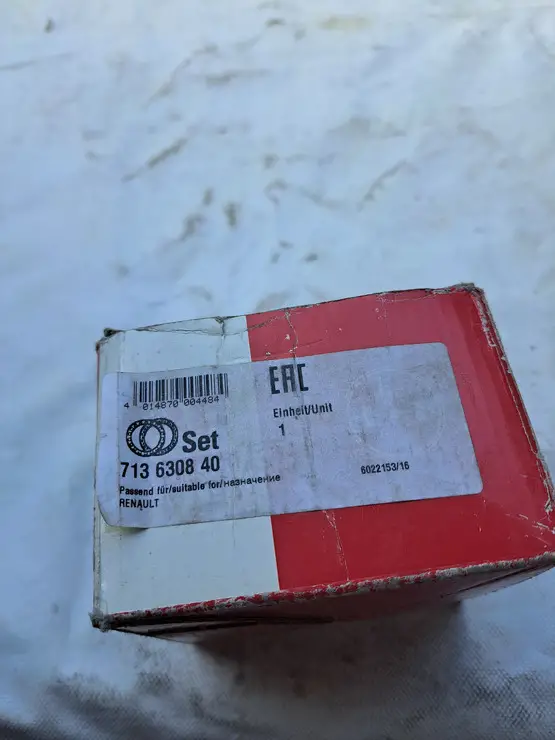 4 014870 004484
EAC
Einheit/Unit
1
Set
713 6308 40
6022153/16
Passend für/suitable for/назначение
RENAULT